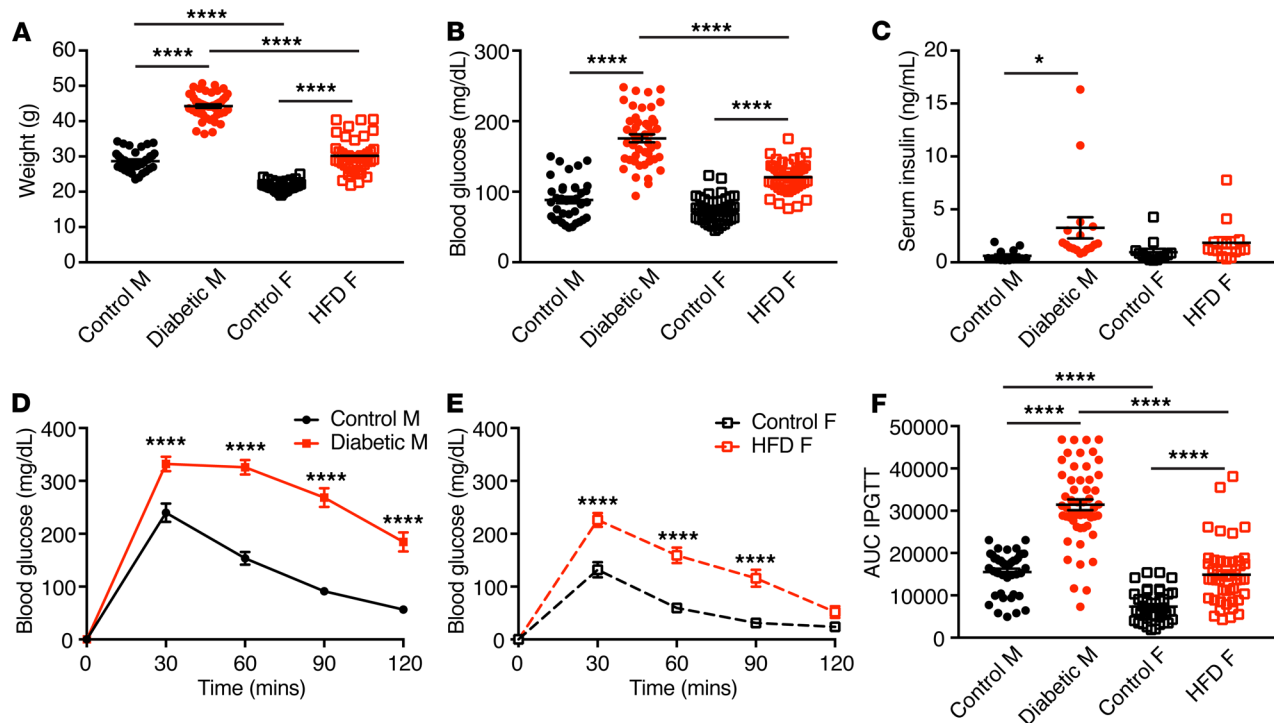 A
****
****
****
****
Weight (g)
60
50
40
30
20
10
0
Control M
Diabetic M
Control F
HFD F
B
****
****
****
Blood glucose (mg/dL)
300
200
100
0
Control M
Diabetic M
Control F
HFD F
C
*
Serum insulin (ng/mL)
20
15
10
5
0
Control M
Diabetic M
Control F
HFD F
D
Control M
Diabetic M
****
****
****
****
Blood glucose (mg/dL)
400
300
200
100
0
0
30
60
90
120
Time (mins)
E
Control F
HFD F
****
****
****
Blood glucose (mg/dL)
400
300
200
100
0
0
30
60
90
120
Time (mins)
F
****
****
****
****
AUC IPGTT
50000
40000
30000
20000
10000
0
Control M
Diabetic M
Control F
HFD F